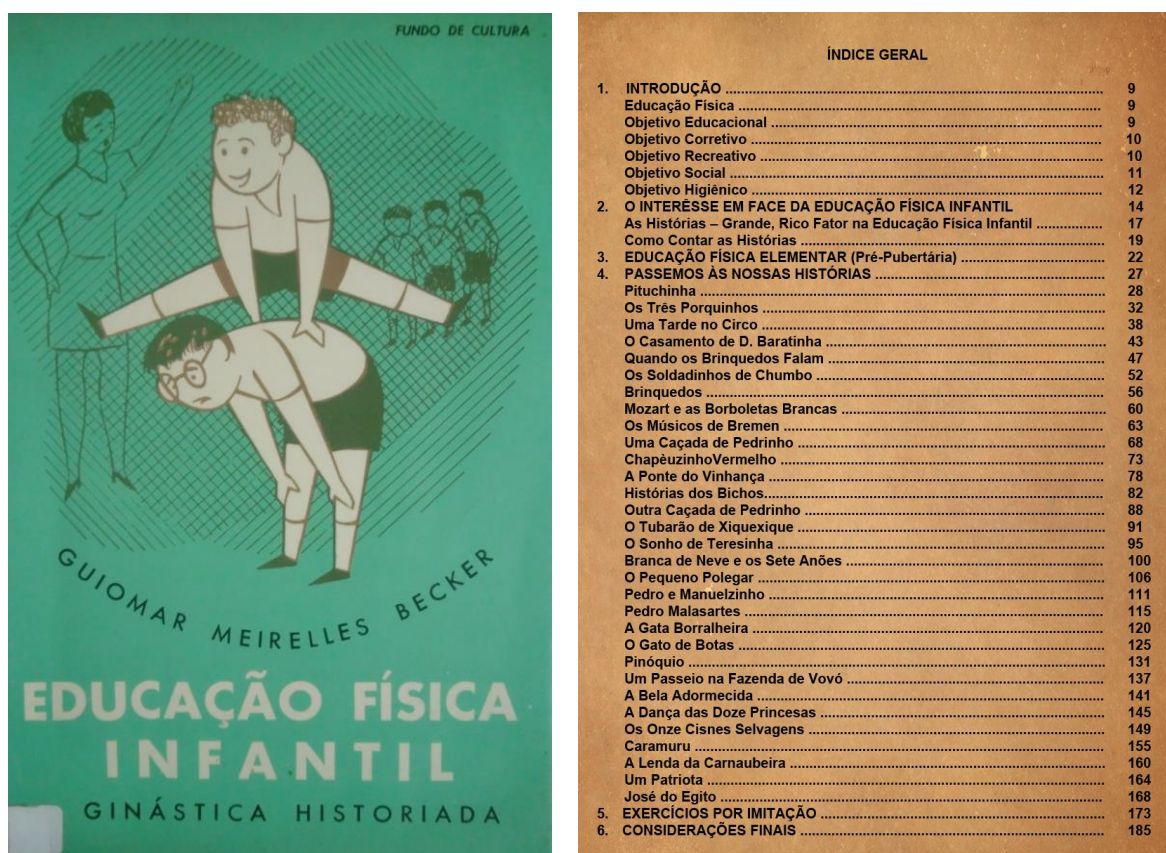 FUNDO DE CULTURA
GUIOMAR MEIRELLES BECKER
EDUCAÇÃO FÍSICA
INFANTIL
GINÁSTICA HISTORIADA
ÍNDICE GERAL
1. INTRODUÇÃO ........ 9
Educação Física ........ 9
Objetivo Educacional ........ 9
Objetivo Corretivo ........ 10
Objetivo Recreativo ........ 10
Objetivo Social ........ 11
Objetivo Higiênico ........ 12
2. O INTERÊSSE EM FACE DA EDUCAÇÃO FÍSICA INFANTIL 14
As Histórias – Grande, Rico Fator na Educação Física Infantil ........ 17
Como Contar as Histórias ........ 19
3. EDUCAÇÃO FÍSICA ELEMENTAR (Pré-Pubertária) ........ 22
4. PASSEMOS ÀS NOSSAS HISTÓRIAS ........ 27
Pituchinha ........ 28
Os Três Porquinhos ........ 32
Uma Tarde no Circo ........ 38
O Casamento de D. Baratinha ........ 43
Quando os Brinquedos Falam ........ 47
Os Soldadinhos de Chumbo ........ 52
Brinquedos ........ 56
Mozart e as Borboletas Brancas ........ 60
Os Músicos de Bremen ........ 63
Uma Caçada de Pedrinho ........ 68
ChapèuzinhoVermelho ........ 73
A Ponte do Vinhança ........ 78
Histórias dos Bichos........ 82
Outra Caçada de Pedrinho ........ 88
O Tubarão de Xiquexique ........ 91
O Sonho de Teresinha ........ 95
Branca de Neve e os Sete Anões ........ 100
O Pequeno Polegar ........ 106
Pedro e Manuelzinho ........ 111
Pedro Malasartes ........ 115
A Gata Borralheira ........ 120
O Gato de Botas ........ 125
Pinóquio ........ 131
Um Passeio na Fazenda de Vovó ........ 137
A Bela Adormecida ........ 141
A Dança das Doze Princesas ........ 145
Os Onze Cisnes Selvagens ........ 149
Caramuru ........ 155
A Lenda da Carnaubeira ........ 160
Um Patriota ........ 164
José do Egito ........ 168
5. EXERCÍCIOS POR IMITAÇÃO ........ 173
6. CONSIDERAÇÕES FINAIS ........ 185